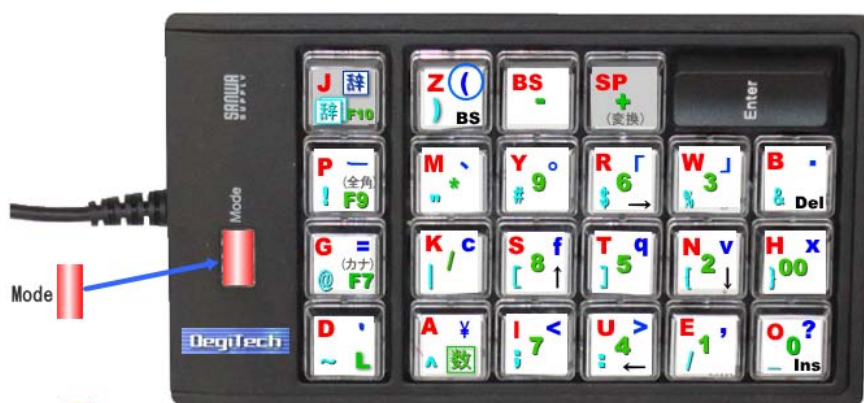 SANWA
SUPPLY
Mode
Mode
DegiTech
J 辞
辞 F10
Z (
) BS
BS
-
SP
+
(変換)
Enter
P 一
(全角)
! F9
M 、
" *
Y 。
# 9
R 「
$ 6 →
W 」
% 3
B ・
& Del
G =
(カナ)
@ F7
K c
| /
S f
[ 8 ↑
T q
] 5
N v
{ 2 ↓
H x
} 00
D '
~ L
A ¥
^ 数
I <
; 7
U >
: 4 ←
E ,
/ 1
O ?
_ 0 Ins